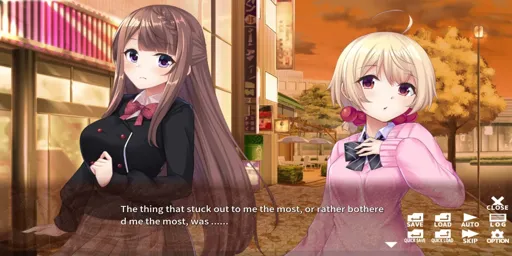 The thing that stuck out to me the most, or rather bothere
d me the most, was ......
CLOSE
SAVE
LOAD
AUTO
LOG
QUICK SAVE
QUICK LOAD
SKIP
OPTION